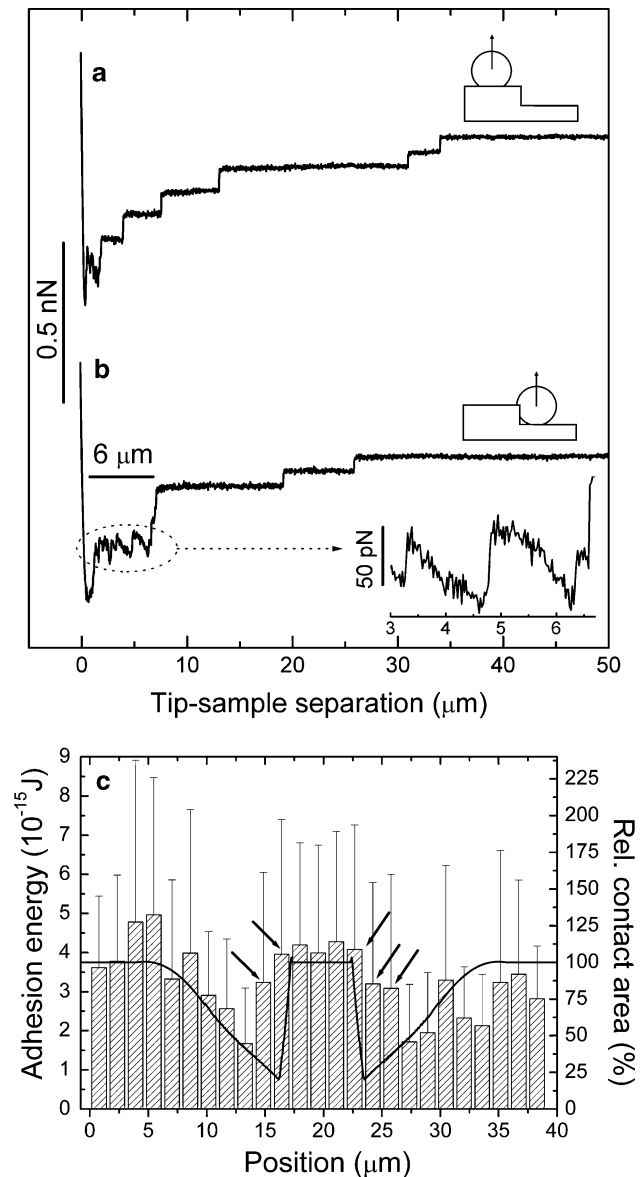 a
0.5 nN
b
6 μm
50 pN
3 4 5 6
0 10 20 30 40 50
Tip-sample separation (μm)
c
Adhesion energy (10⁻¹⁵J)
9
8
7
6
5
4
3
2
1
0
225
200
175
150
125
100
75
50
25
0
Rel. contact area (%)
0 5 10 15 20 25 30 35 40
Position (μm)